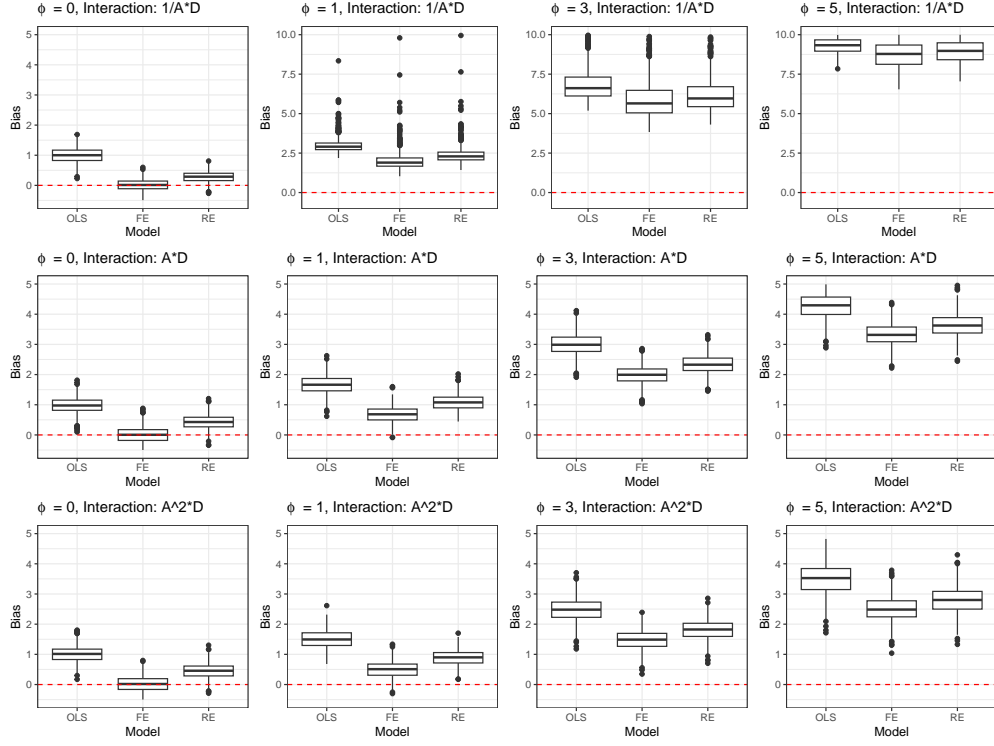 ϕ = 0, Interaction: 1/A*D
ϕ = 1, Interaction: 1/A*D
ϕ = 3, Interaction: 1/A*D
ϕ = 5, Interaction: 1/A*D
Bias
5
4
3
2
1
0
OLS FE RE
Model
Bias
10.0
7.5
5.0
2.5
0.0
OLS FE RE
Model
Bias
10.0
7.5
5.0
2.5
0.0
OLS FE RE
Model
Bias
10.0
7.5
5.0
2.5
0.0
OLS FE RE
Model
ϕ = 0, Interaction: A*D
ϕ = 1, Interaction: A*D
ϕ = 3, Interaction: A*D
ϕ = 5, Interaction: A*D
Bias
5
4
3
2
1
0
OLS FE RE
Model
Bias
5
4
3
2
1
0
OLS FE RE
Model
Bias
5
4
3
2
1
0
OLS FE RE
Model
Bias
5
4
3
2
1
0
OLS FE RE
Model
ϕ = 0, Interaction: A^2*D
ϕ = 1, Interaction: A^2*D
ϕ = 3, Interaction: A^2*D
ϕ = 5, Interaction: A^2*D
Bias
5
4
3
2
1
0
OLS FE RE
Model
Bias
5
4
3
2
1
0
OLS FE RE
Model
Bias
5
4
3
2
1
0
OLS FE RE
Model
Bias
5
4
3
2
1
0
OLS FE RE
Model